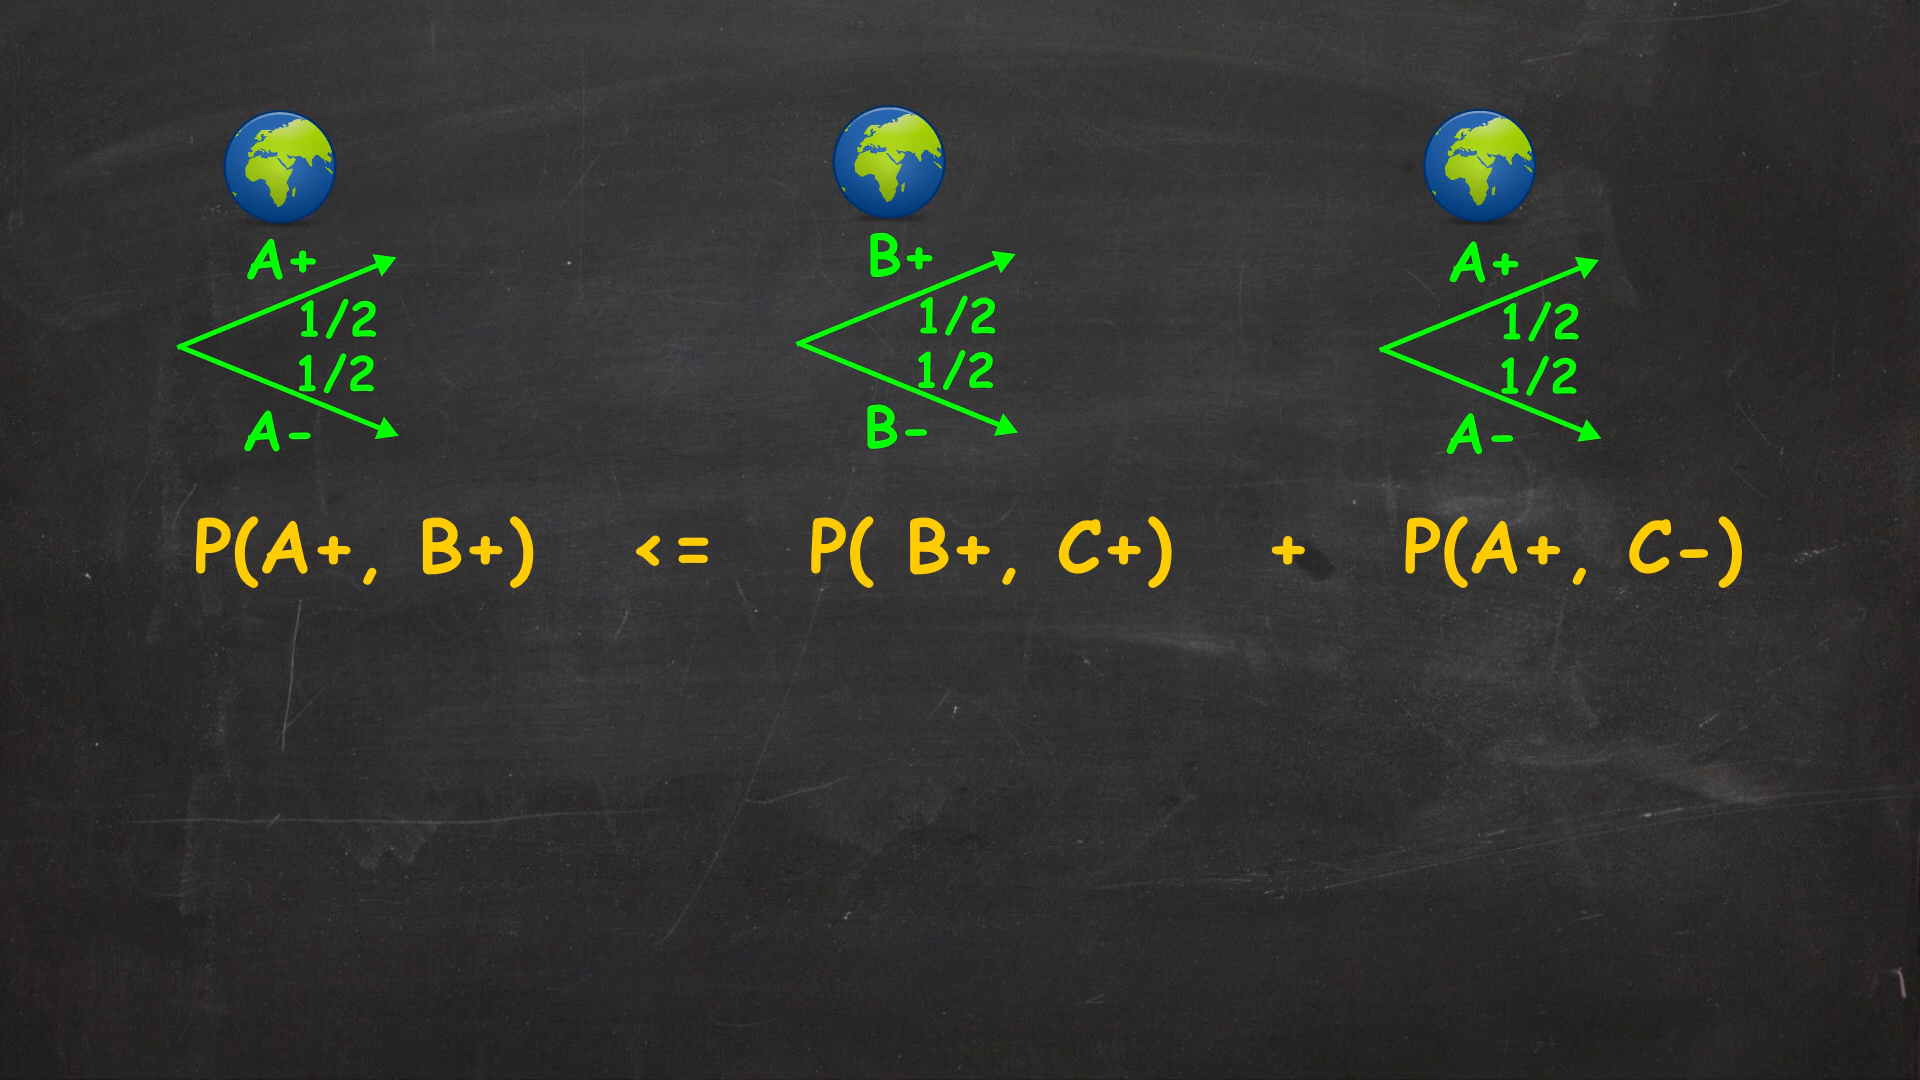 A+ B+ A+
1/2 1/2 1/2
1/2 1/2 1/2
A- B- A-
P(A+, B+) <= P( B+, C+) + P(A+, C-)